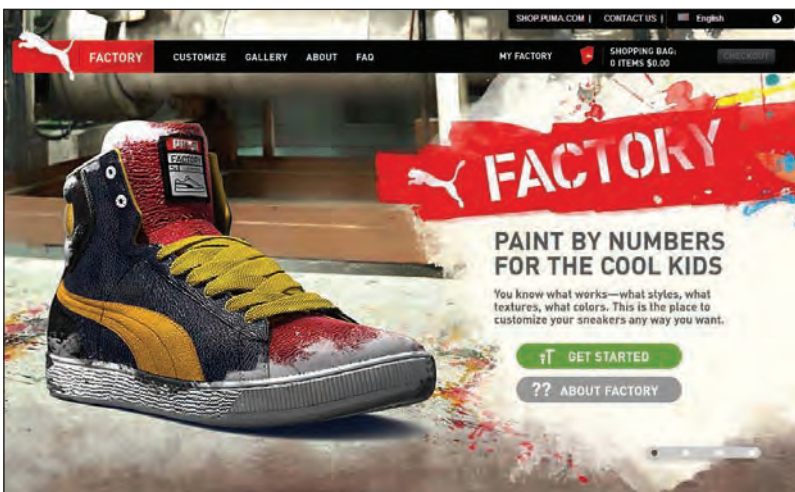 SHOP.PUMA.COM | CONTACT US | English
FACTORY CUSTOMIZE GALLERY ABOUT FAQ MY FACTORY SHOPPING BAG: CHECKOUT
0 ITEMS $0.00
PUMA
FACTORY
FACTORY
PAINT BY NUMBERS
FOR THE COOL KIDS
You know what works—what styles, what
textures, what colors. This is the place to
customize your sneakers any way you want.
GET STARTED
?? ABOUT FACTORY